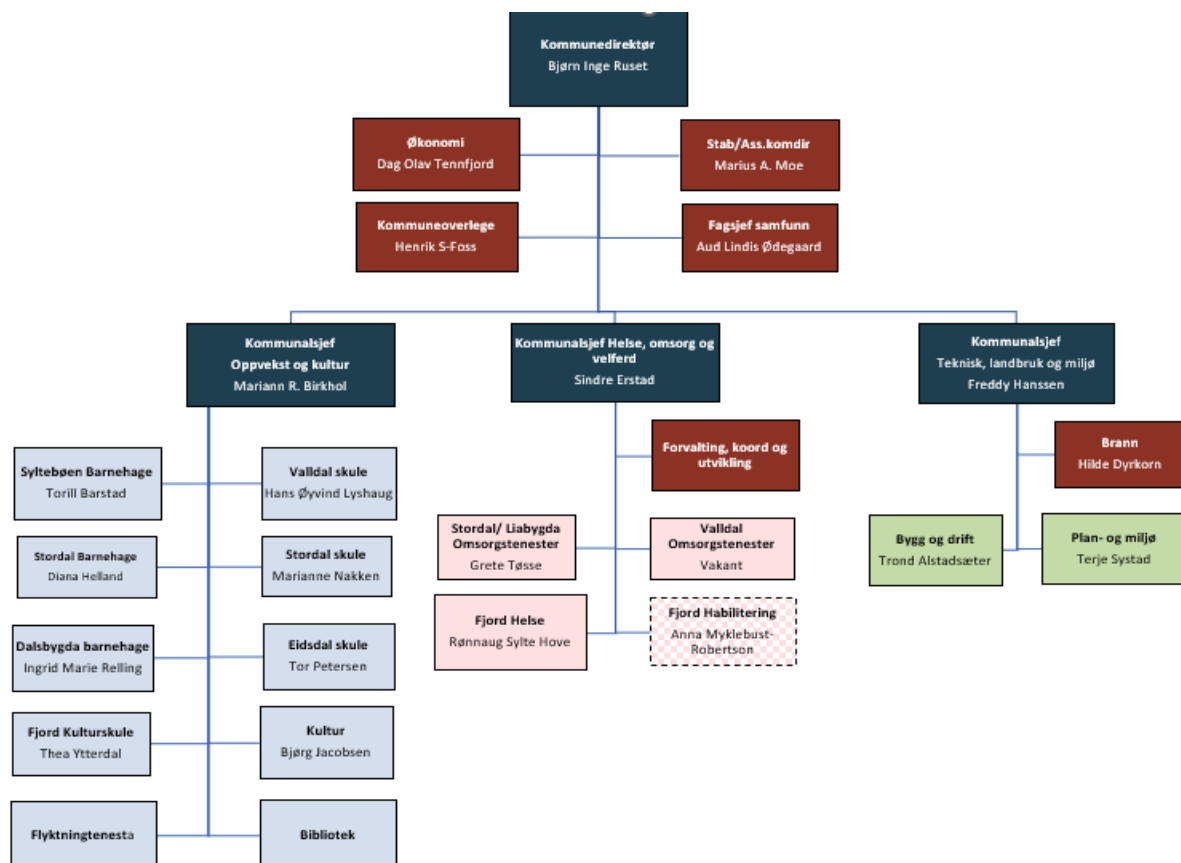 Kommunedirektør
Bjørn Inge Ruset
Økonomi
Dag Olav Tennfjord
Stab/Ass.komdir
Marius A. Moe
Kommuneoverlege
Henrik S-Foss
Fagsjef samfunn
Aud Lindis Ødegaard
Kommunalsjef
Oppvekst og kultur
Mariann R. Birkhol
Kommunalsjef Helse, omsorg og
velferd
Sindre Erstad
Kommunalsjef
Teknisk, landbruk og miljø
Freddy Hanssen
Syltebøen Barnehage
Torill Barstad
Valldal skule
Hans Øyvind Lyshaug
Stordal Barnehage
Diana Helland
Stordal skule
Marianne Nakken
Dalsbygda barnehage
Ingrid Marie Relling
Eidsdal skule
Tor Petersen
Fjord Kulturskule
Thea Ytterdal
Kultur
Bjørg Jacobsen
Flyktningtenesta
Bibliotek
Forvalting, koord og
utvikling
Stordal/ Liabygda
Omsorgstenester
Grete Tøsse
Valldal
Omsorgstenester
Vakant
Fjord Helse
Rønnaug Sylte Hove
Fjord Habilitering
Anna Myklebust-
Robertson
Brann
Hilde Dyrkorn
Bygg og drift
Trond Alstadsæter
Plan- og miljø
Terje Systad